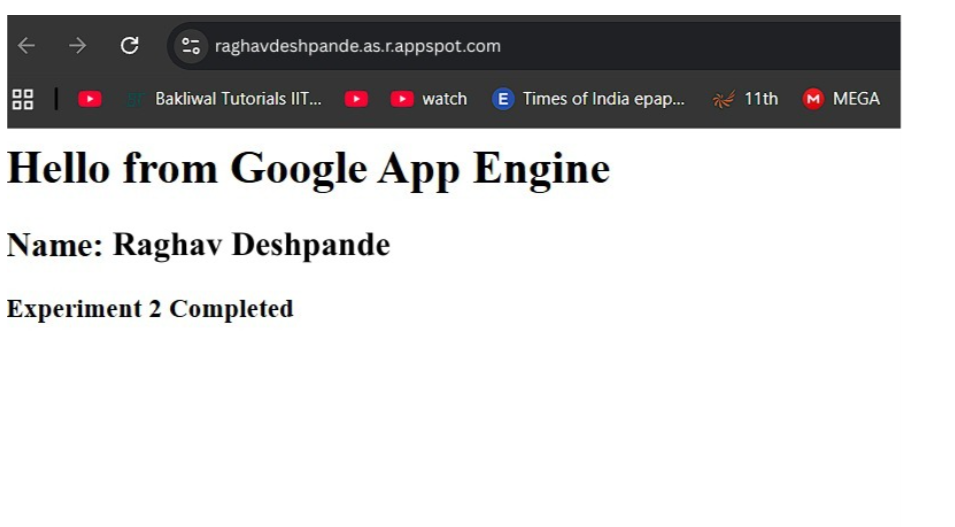 raghavdeshpande.as.r.appspot.com
Bakliwal Tutorials IIT... watch E Times of India epap... 11th M MEGA
Hello from Google App Engine
Name: Raghav Deshpande
Experiment 2 Completed